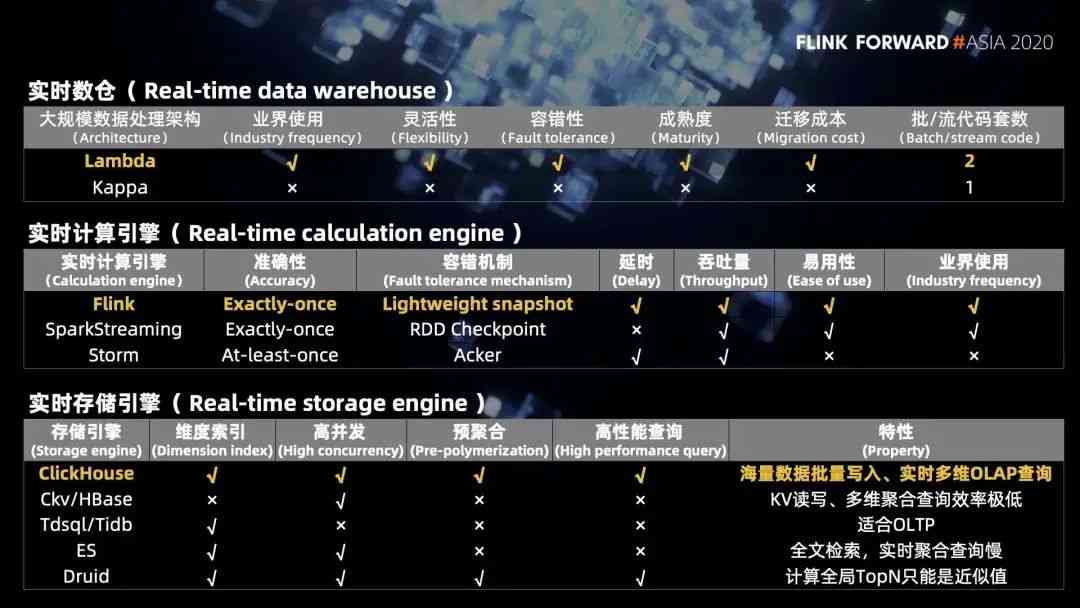 FLINK FORWARD #ASIA 2020
实时数仓（ Real-time data warehouse ）
大规模数据处理架构 业界使用 灵活性 容错性 成熟度 迁移成本 批/流代码套数
（Architecture） (Industry frequency) (Flexibility) (Fault tolerance) (Maturity) (Migration cost) (Batch/stream code)
Lambda √ √ √ √ √ 2
Kappa × × × × × 1
实时计算引擎（ Real-time calculation engine ）
实时计算引擎 准确性 容错机制 延时 吞吐量 易用性 业界使用
(Calculation engine) (Accuracy) (Fault tolerance mechanism) (Delay) (Throughput) (Ease of use) (Industry frequency)
Flink Exactly-once Lightweight snapshot √ √ √ √
SparkStreaming Exactly-once RDD Checkpoint × √ √ √
Storm At-least-once Acker √ √ × ×
实时存储引擎（ Real-time storage engine ）
存储引擎 维度索引 高并发 预聚合 高性能查询 特性
(Storage engine) (Dimension index) (High concurrency) (Pre-polymerization) (High performance query) (Property)
ClickHouse √ √ √ √ 海量数据批量写入、实时多维OLAP查询
Ckv/HBase × √ × × KV读写、多维聚合查询效率极低
Tdsql/Tidb √ × × × 适合OLTP
ES √ √ × × 全文检索，实时聚合查询慢
Druid √ √ √ √ 计算全局TopN只能是近似值